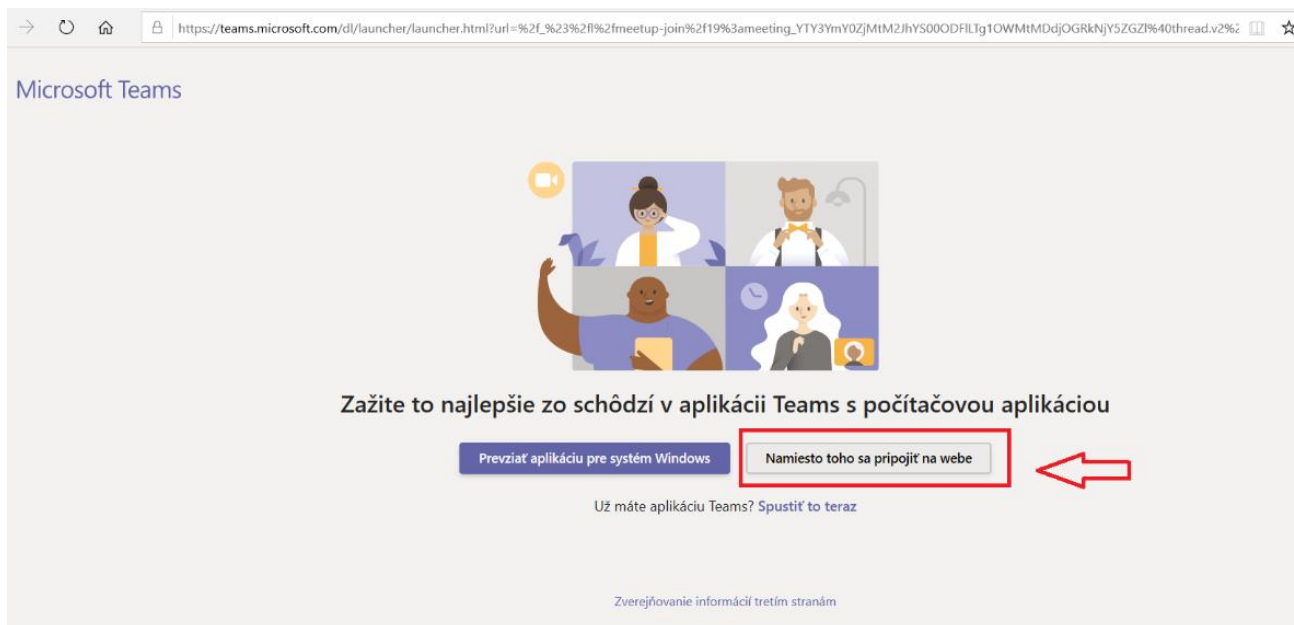 https://teams.microsoft.com/dl/launcher/launcher.html?url=%2f_%23%2fl%2fmeetup-join%2f19%3ameeting_YTY3YmY0ZjMtM2JhYS00ODFlLTg1OWMtMDdjOGRkNjY5ZGZl%40thread.v2%2
Microsoft Teams
Zažite to najlepšie zo schôdzí v aplikácii Teams s počítačovou aplikáciou
Prevziať aplikáciu pre systém Windows
Namiesto toho sa pripojiť na webe
Už máte aplikáciu Teams? Spustiť to teraz
Zverejňovanie informácií tretím stranám